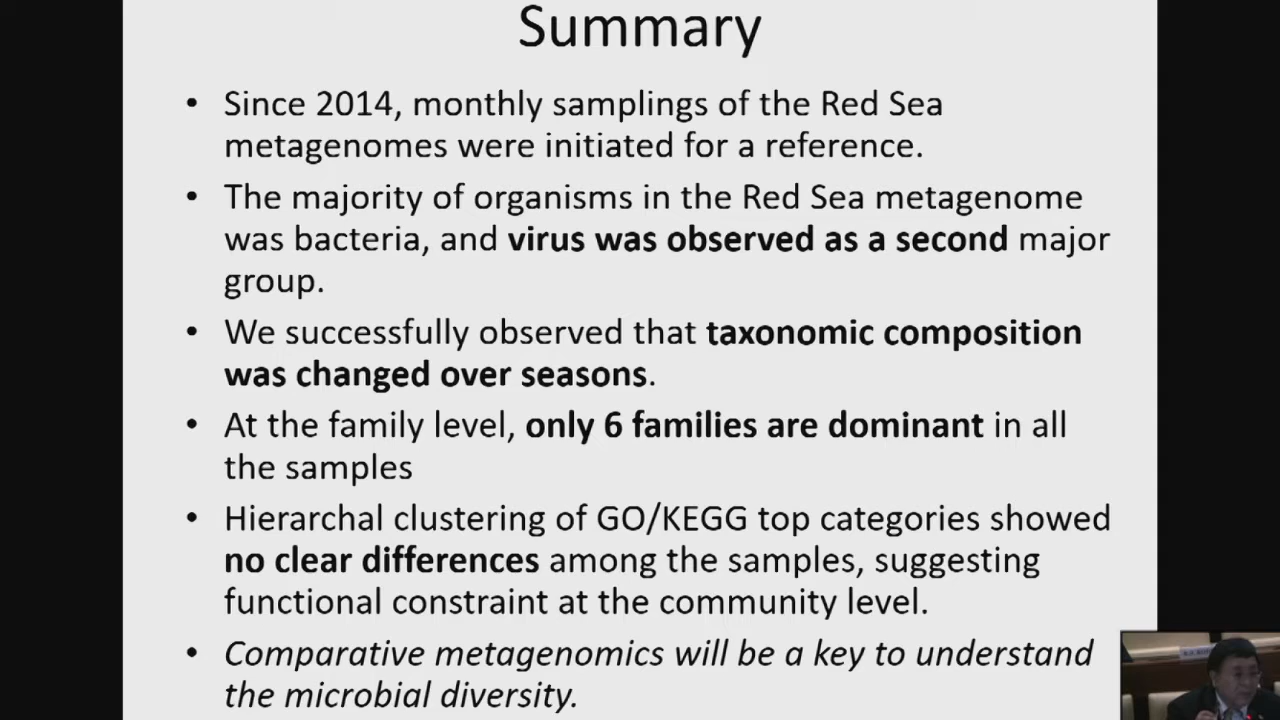 Summary
• Since 2014, monthly samplings of the Red Sea
metagenomes were initiated for a reference.
• The majority of organisms in the Red Sea metagenome
was bacteria, and virus was observed as a second major
group.
• We successfully observed that taxonomic composition
was changed over seasons.
• At the family level, only 6 families are dominant in all
the samples
• Hierarchal clustering of GO/KEGG top categories showed
no clear differences among the samples, suggesting
functional constraint at the community level.
• Comparative metagenomics will be a key to understand
the microbial diversity.